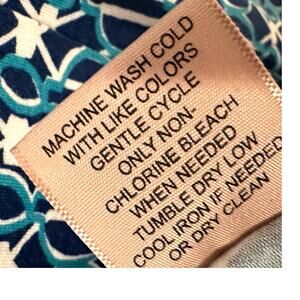 MACHINE WASH COLD
WITH LIKE COLORS
GENTLE CYCLE
ONLY NON-
CHLORINE BLEACH
WHEN NEEDED
TUMBLE DRY LOW
COOL IRON IF NEEDED
OR DRY CLEAN